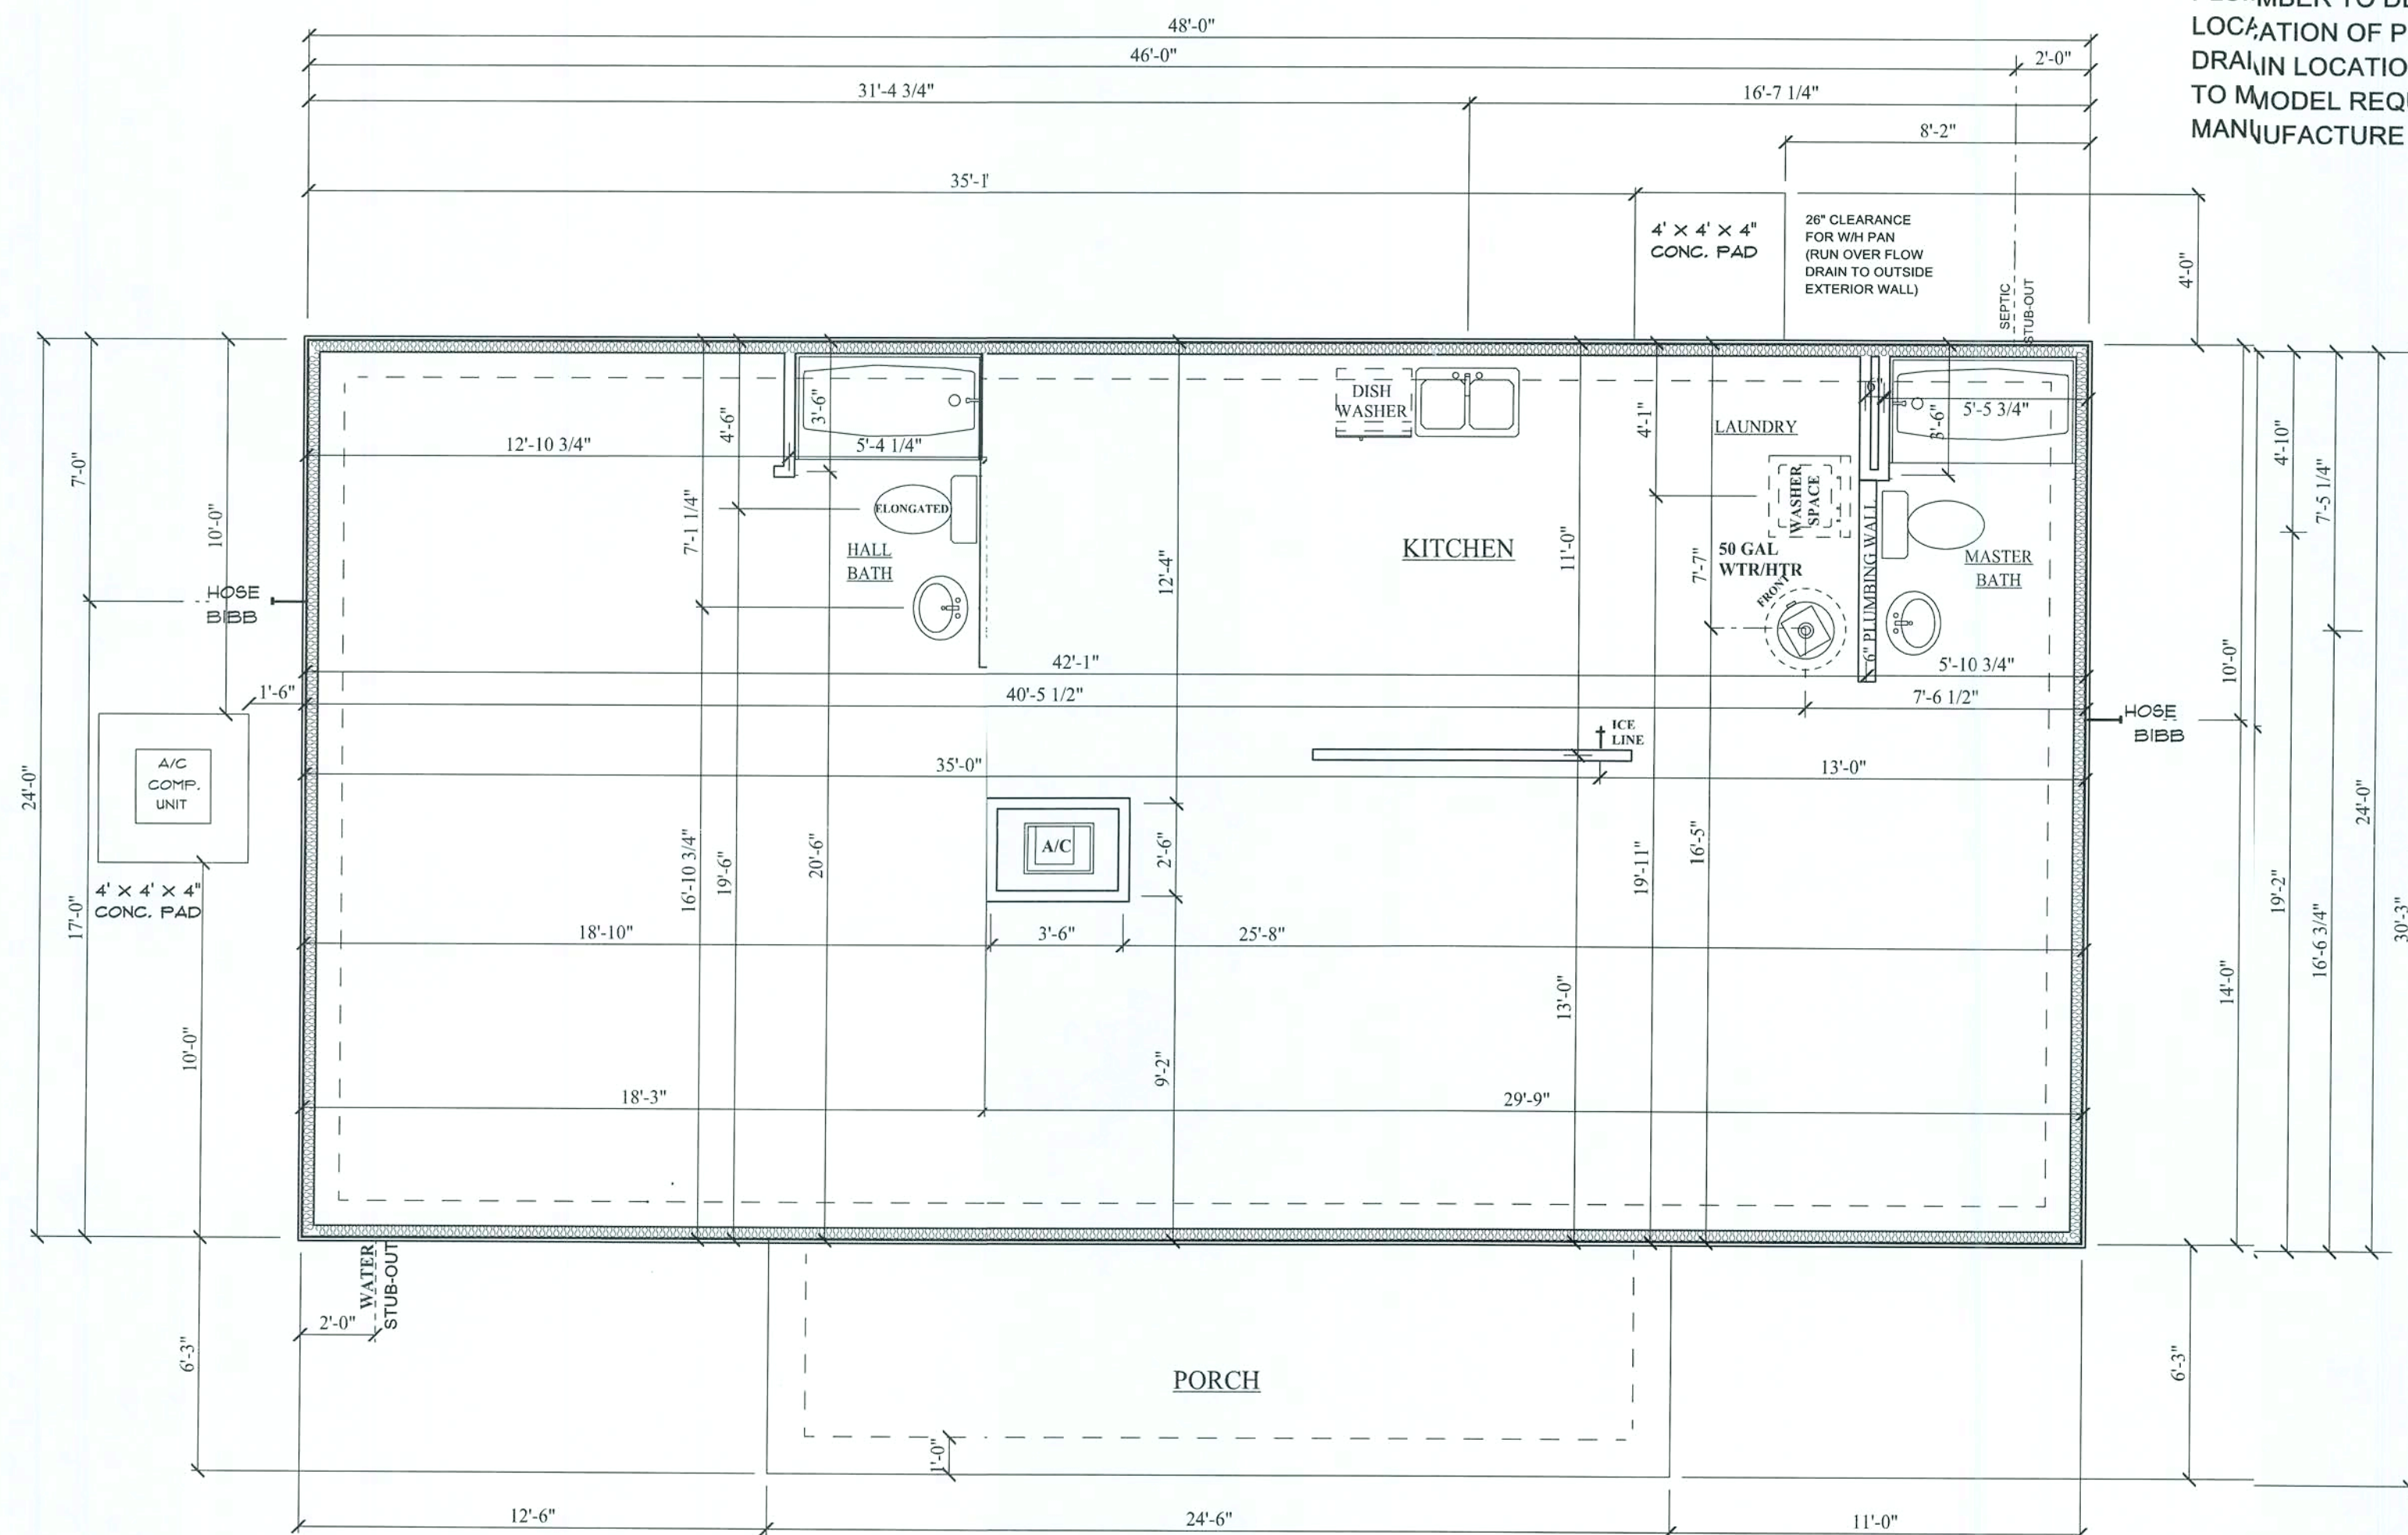 48'-0"
46'-0"
2'-0"
31'-4 3/4"
16'-7 1/4"
8'-2"
35'-1'
LOCATION OF P
DRAIN LOCATIO
TO MODEL REQ
MANUFACTURE
4' X 4' X 4"
CONC. PAD
26" CLEARANCE
FOR W/H PAN
(RUN OVER FLOW
DRAIN TO OUTSIDE
EXTERIOR WALL)
SEPTIC
STUB-OUT
4'-0"
7'-0"
10'-0"
12'-10 3/4"
4'-6"
3'-6"
5'-4 1/4"
7'-1 1/4"
ELONGATED
HALL
BATH
12'-4"
DISH
WASHER
KITCHEN
11'-0"
4'-1"
LAUNDRY
WASHER
SPACE
7'-7"
50 GAL
WTR/HTR
FRONT
6" PLUMBING WALL
3'-6"
5'-5 3/4"
MASTER
BATH
5'-10 3/4"
4'-10"
7'-5 1/4"
10'-0"
HOSE
BIBB
1'-6"
42'-1"
40'-5 1/2"
7'-6 1/2"
HOSE
BIBB
ICE
LINE
35'-0"
13'-0"
24'-0"
A/C
COMP.
UNIT
4' X 4' X 4"
CONC. PAD
17'-0"
10'-0"
16'-10 3/4"
19'-6"
20'-6"
A/C
2'-6"
3'-6"
18'-10"
25'-8"
19'-11"
16'-5"
13'-0"
9'-2"
18'-3"
29'-9"
14'-0"
19'-2"
16'-6 3/4"
24'-0"
30'-3"
WATER
STUB-OUT
2'-0"
6'-3"
PORCH
1'-0"
6'-3"
12'-6"
24'-6"
11'-0"